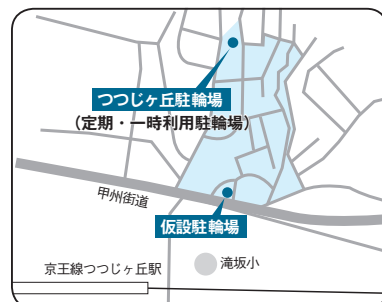 つつじヶ丘駐輪場
（定期・一時利用駐輪場）
甲州街道
仮設駐輪場
京王線つつじヶ丘駅
滝坂小